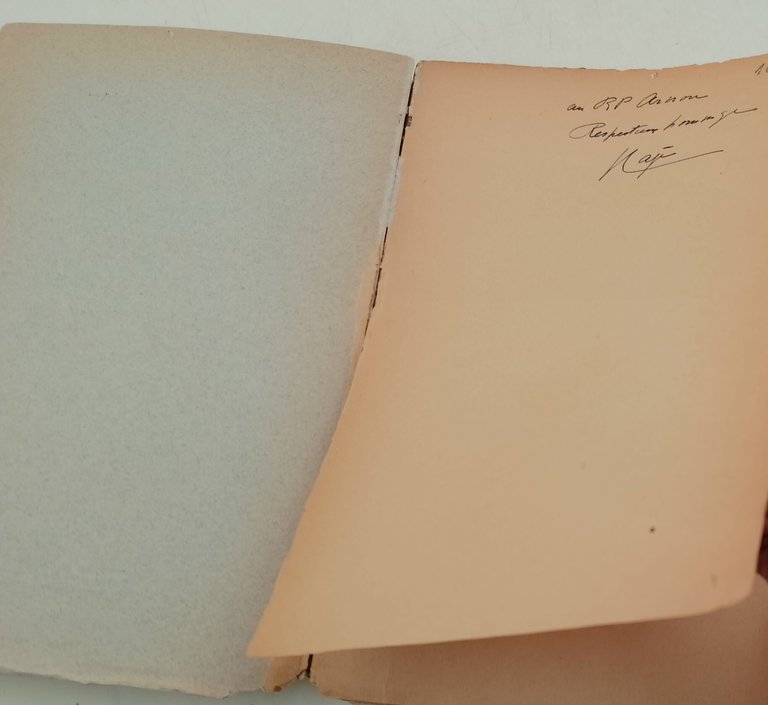 au RP Arnou
Respectueux hommage